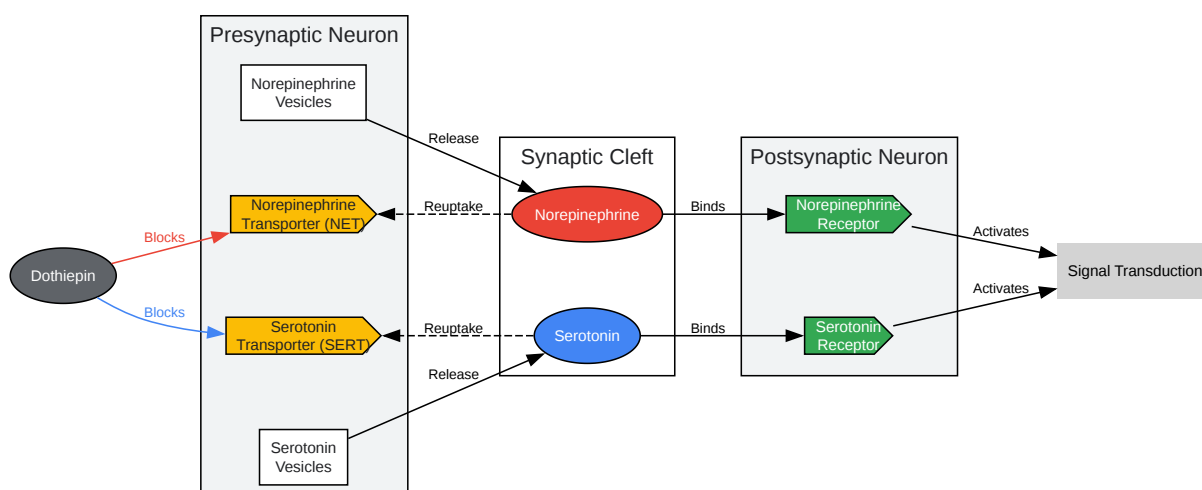 Presynaptic Neuron
Norepinephrine
Vesicles
Release
Synaptic Cleft
Postsynaptic Neuron
Norepinephrine
Transporter (NET)
Reuptake
Norepinephrine
Binds
Norepinephrine
Receptor
Blocks
Activates
Dothiepin
Signal Transduction
Blocks
Activates
Serotonin
Transporter (SERT)
Reuptake
Serotonin
Binds
Serotonin
Receptor
Release
Serotonin
Vesicles